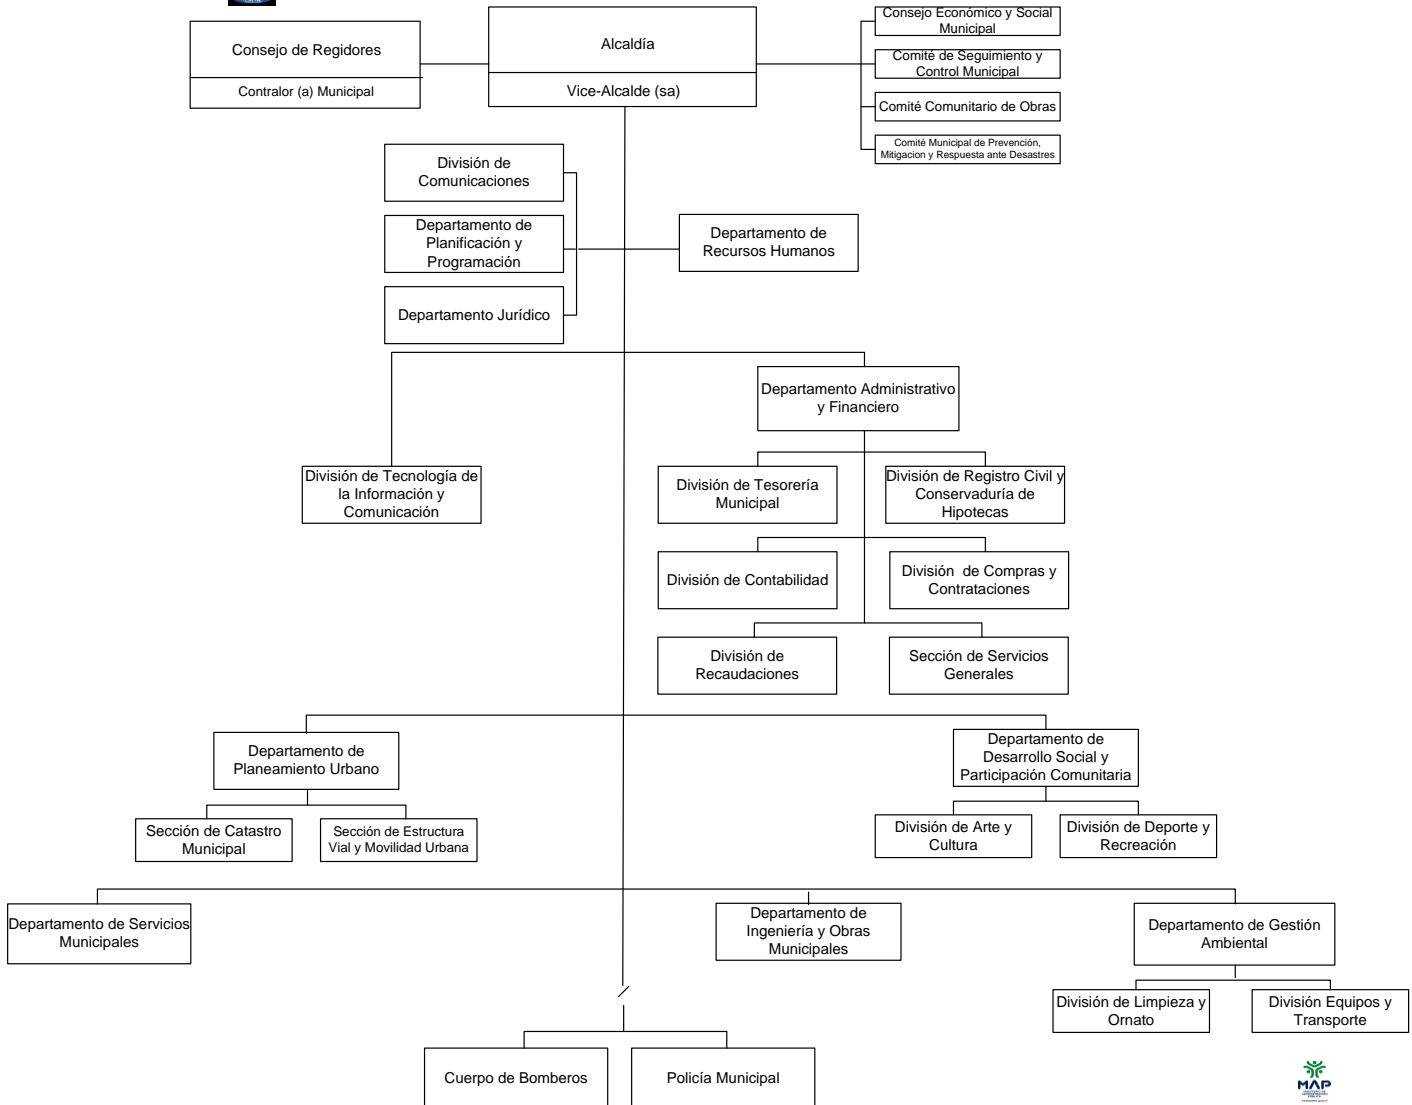 Consejo de Regidores
Contralor (a) Municipal
Alcaldía
Vice-Alcalde (sa)
Consejo Económico y Social
Municipal
Comité de Seguimiento y
Control Municipal
Comité Comunitario de Obras
Comité Municipal de Prevención,
Mitigacion y Respuesta ante Desastres
División de
Comunicaciones
Departamento de
Planificación y
Programación
Departamento Jurídico
Departamento de
Recursos Humanos
Departamento Administrativo
y Financiero
División de Tecnología de
la Información y
Comunicación
División de Tesorería
Municipal
División de Registro Civil y
Conservaduría de
Hipotecas
División de Contabilidad
División de Compras y
Contrataciones
División de
Recaudaciones
Sección de Servicios
Generales
Departamento de
Planeamiento Urbano
Departamento de
Desarrollo Social y
Participación Comunitaria
Sección de Catastro
Municipal
Sección de Estructura
Vial y Movilidad Urbana
División de Arte y
Cultura
División de Deporte y
Recreación
Departamento de Servicios
Municipales
Departamento de
Ingeniería y Obras
Municipales
Departamento de Gestión
Ambiental
División de Limpieza y
Ornato
División Equipos y
Transporte
Cuerpo de Bomberos
Policía Municipal
MAP